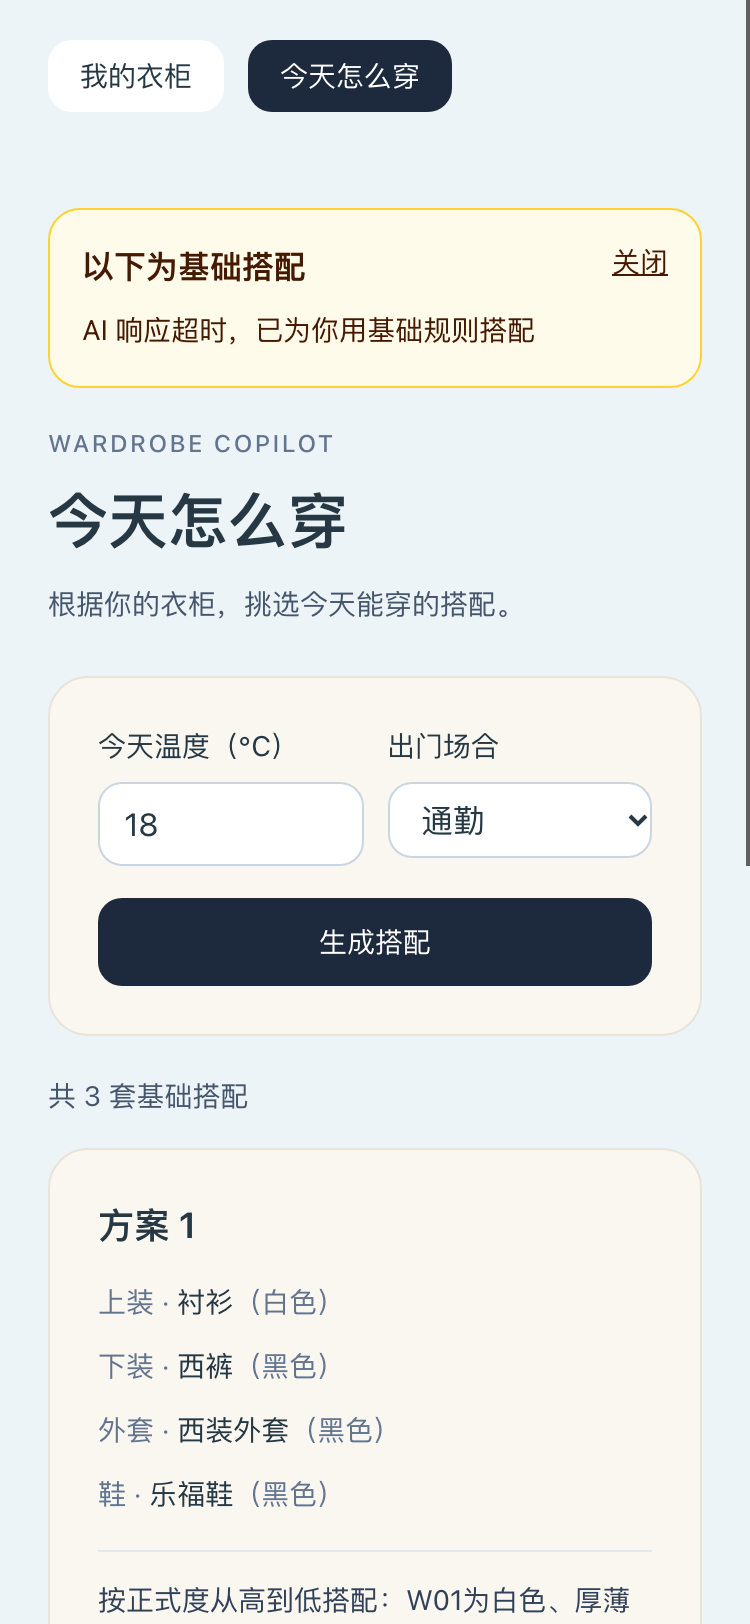 我的衣柜
今天怎么穿
以下为基础搭配
关闭
AI 响应超时，已为你用基础规则搭配
WARDROBE COPILOT
今天怎么穿
根据你的衣柜，挑选今天能穿的搭配。
今天温度（°C）
出门场合
18
通勤
生成搭配
共 3 套基础搭配
方案 1
上装 · 衬衫（白色）
下装 · 西裤（黑色）
外套 · 西装外套（黑色）
鞋 · 乐福鞋（黑色）
按正式度从高到低搭配：W01为白色、厚薄